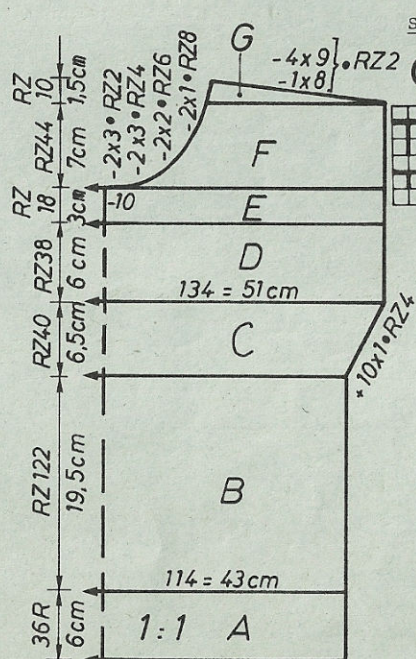 S
G
-4x9
-1x8
}•RZ2
-2x3•RZ2
-2x3•RZ4
-2x2•RZ6
-2x1•RZ8
RZ
10
1,5cm
RZ44
7cm
F
RZ
18
3cm
-10
E
RZ38
6 cm
D
134 = 51cm
RZ40
6,5cm
C
+10x1•RZ4
RZ122
19,5cm
B
114 = 43cm
36R
6cm
1:1 A